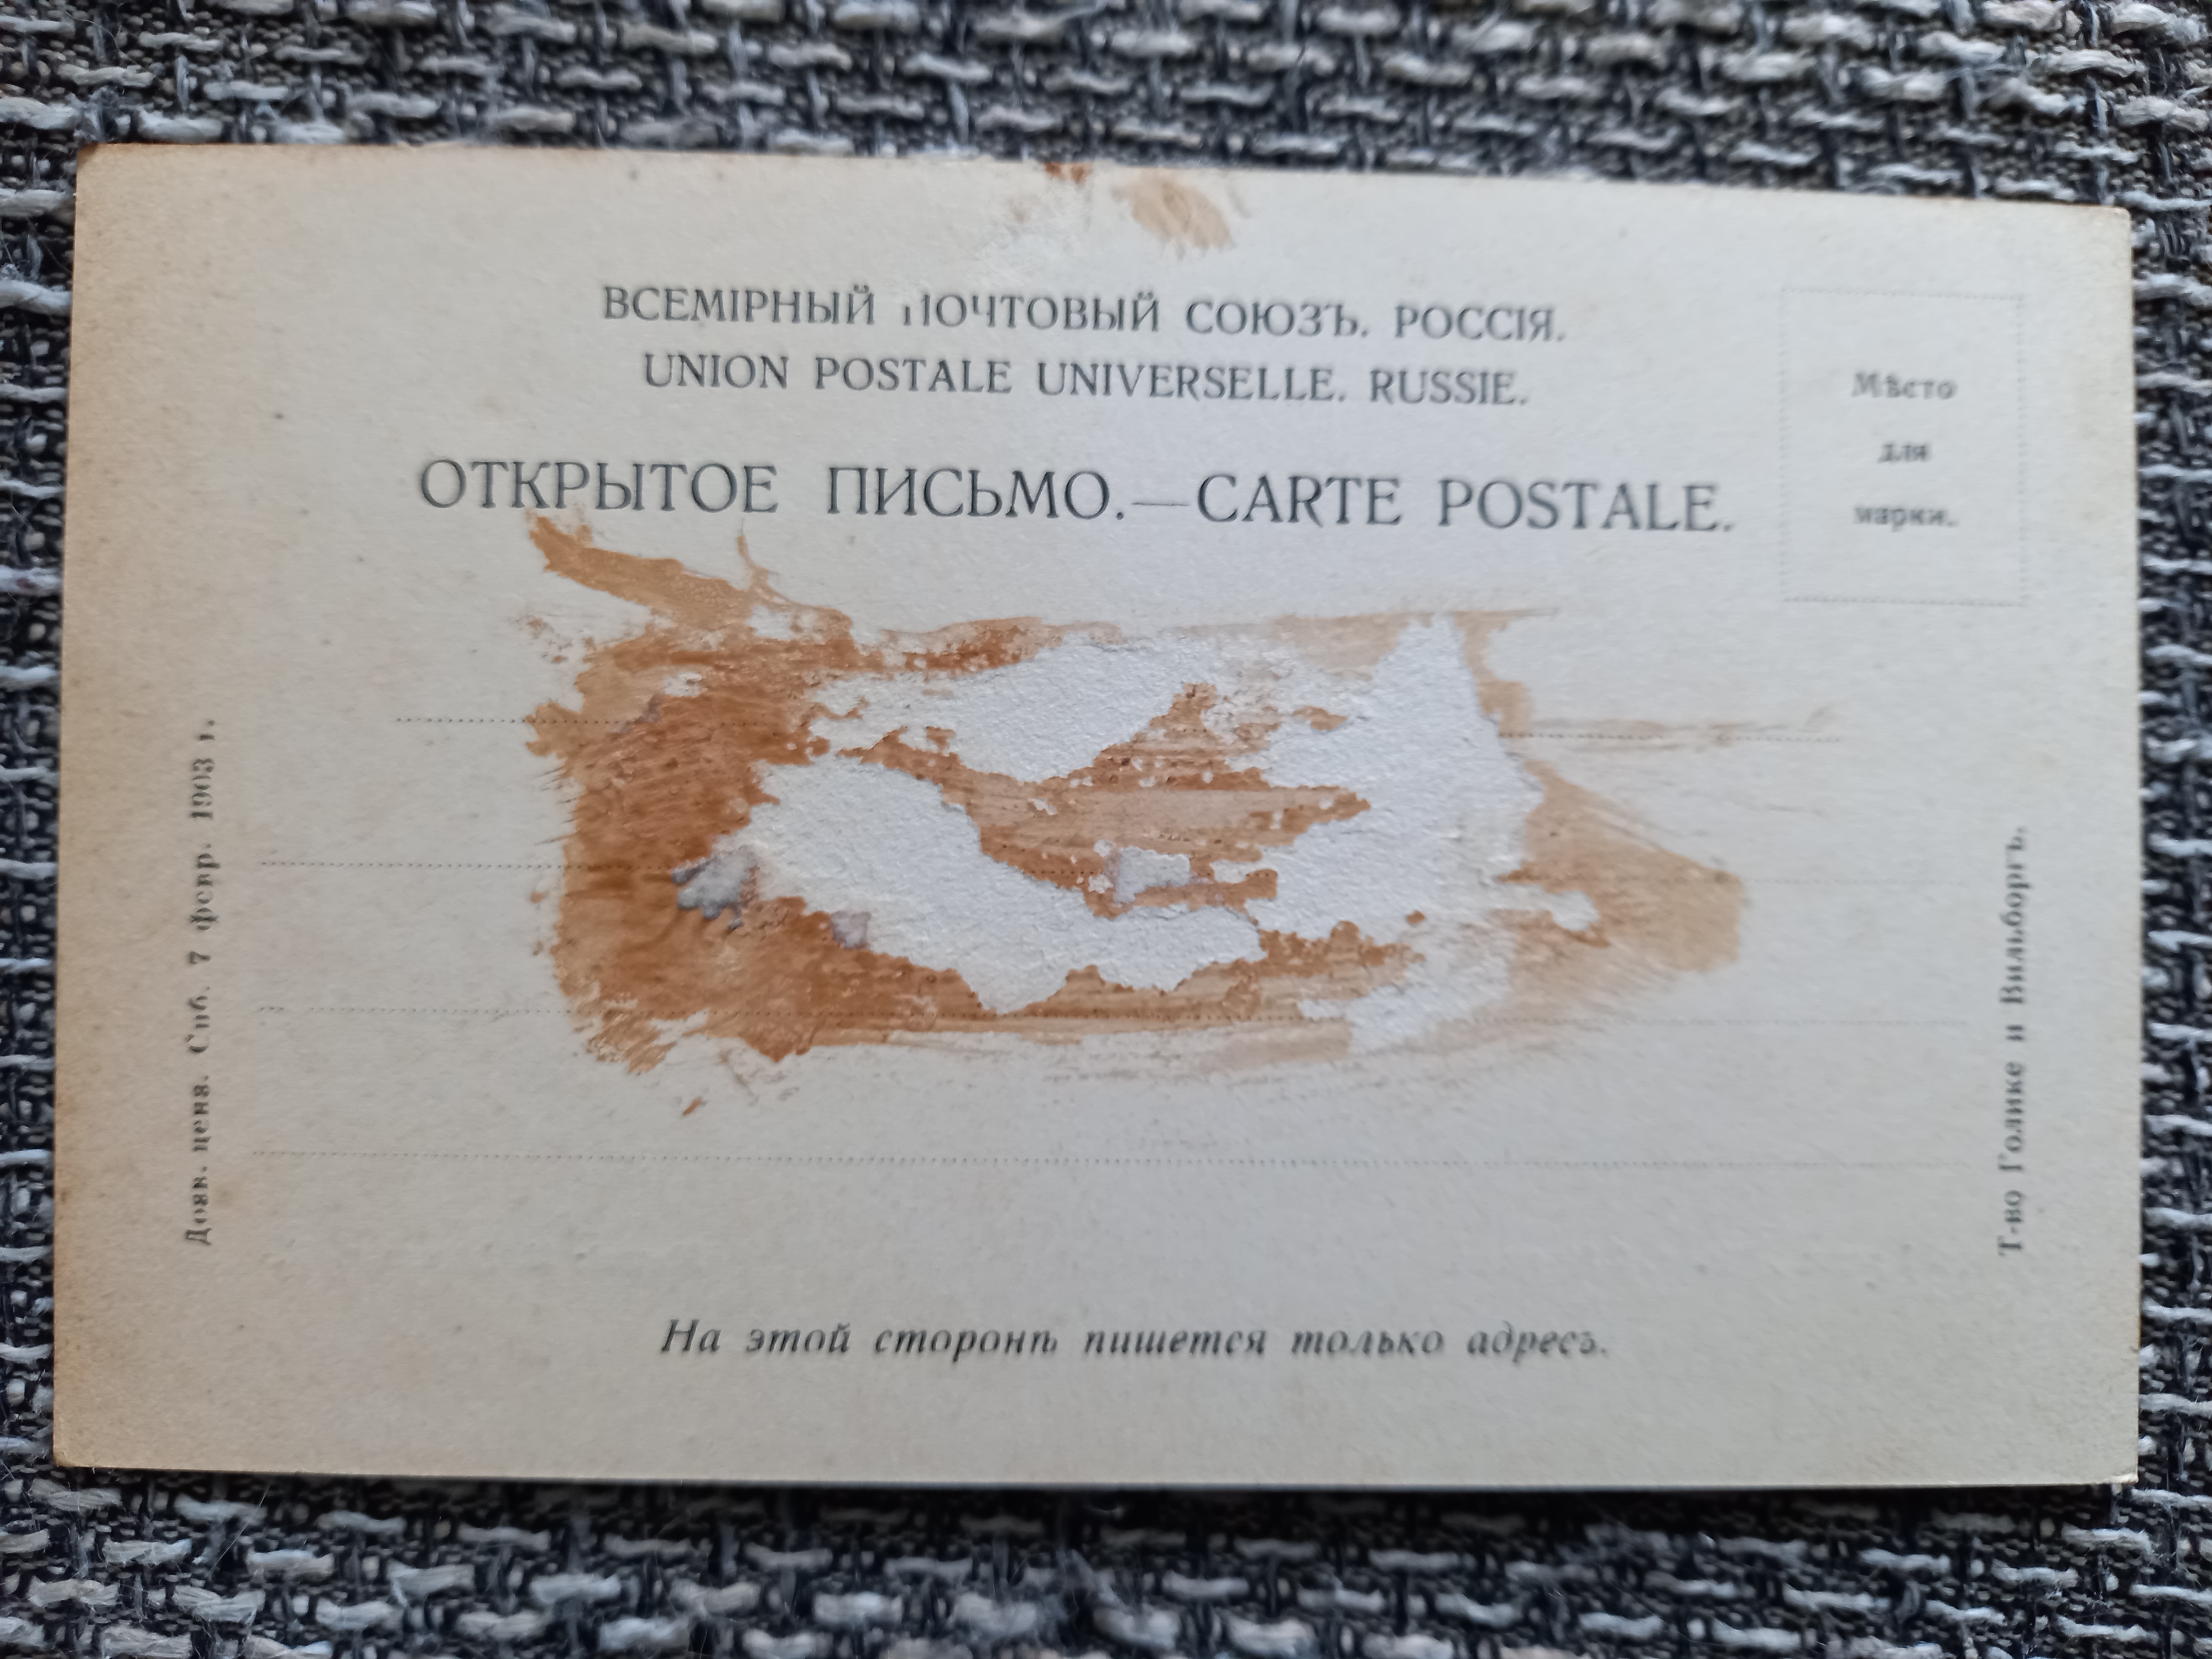 ВСЕМІРНЫЙ ПОЧТОВЫЙ СОЮЗЪ. РОССІЯ.
UNION POSTALE UNIVERSELLE. RUSSIE.
ОТКРЫТОЕ ПИСЬМО.—CARTE POSTALE.
Мѣсто
для
марки.
Дозв. ценз. Спб. 7 февр. 1903 г.
Т-во Голике и Вильборгъ.
На этой сторонѣ пишется только адресъ.